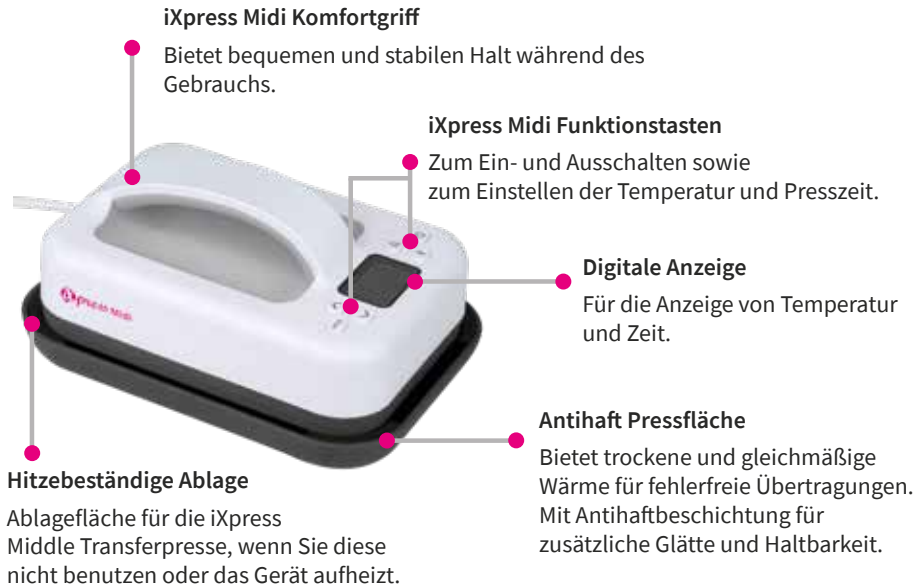 iXpress Midi Komfortgriff
Bietet bequemen und stabilen Halt während des
Gebrauchs.
iXpress Midi Funktionstasten
Zum Ein- und Ausschalten sowie
zum Einstellen der Temperatur und Presszeit.
Digitale Anzeige
Für die Anzeige von Temperatur
und Zeit.
iXpress Midi
Antihaft Pressfläche
Bietet trockene und gleichmäßige
Wärme für fehlerfreie Übertragungen.
Mit Antihaftbeschichtung für
zusätzliche Glätte und Haltbarkeit.
Hitzebeständige Ablage
Ablagefläche für die iXpress
Middle Transferpresse, wenn Sie diese
nicht benutzen oder das Gerät aufheizt.